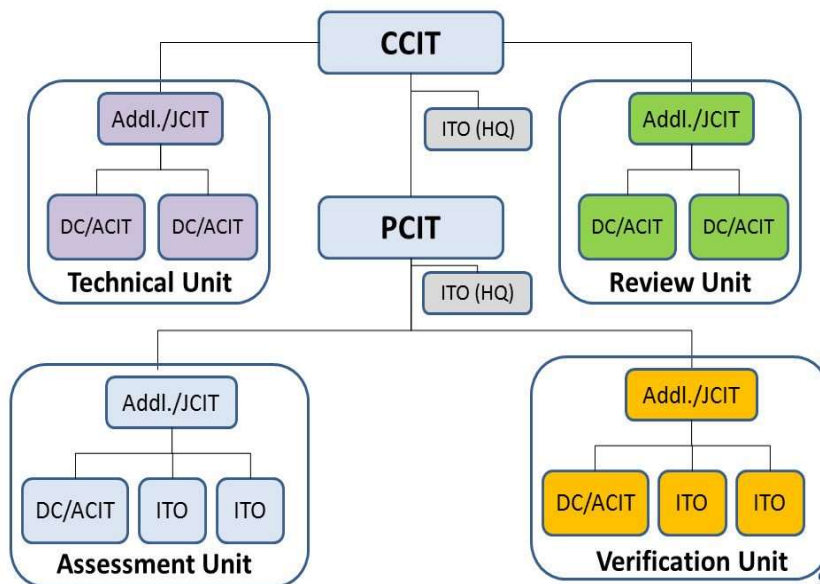 CCIT
Addl./JCIT
Addl./JCIT
ITO (HQ)
DC/ACIT DC/ACIT
PCIT
DC/ACIT DC/ACIT
Technical Unit
ITO (HQ)
Review Unit
Addl./JCIT
Addl./JCIT
DC/ACIT ITO ITO
DC/ACIT ITO ITO
Assessment Unit
Verification Unit